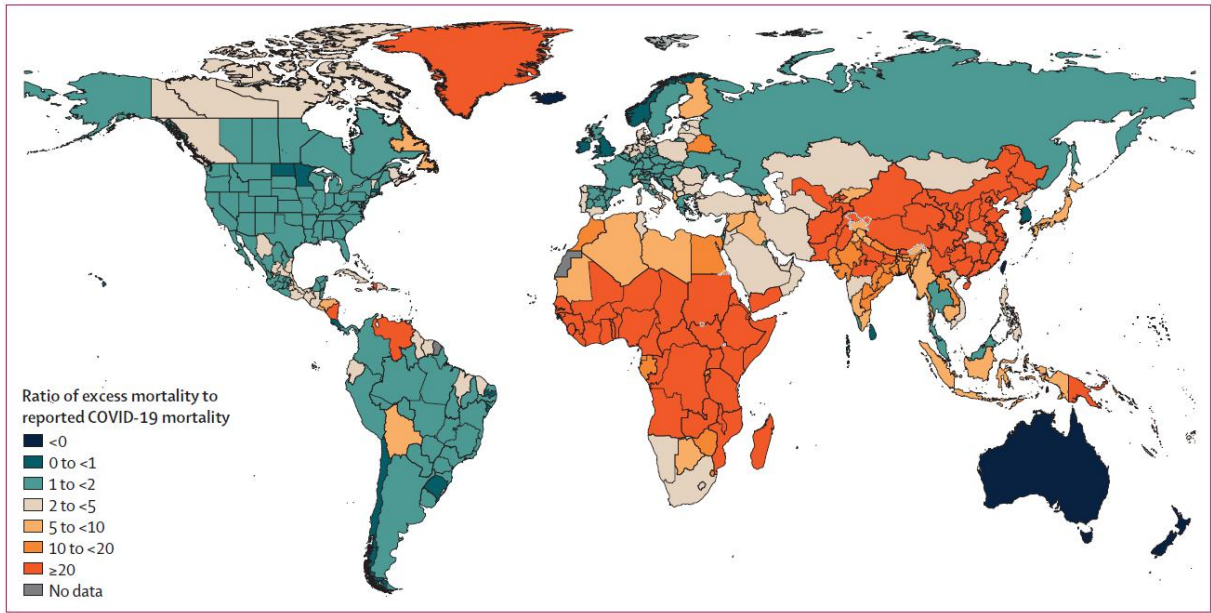 Ratio of excess mortality to
reported COVID-19 mortality
<0
0 to <1
1 to <2
2 to <5
5 to <10
10 to <20
≥20
No data